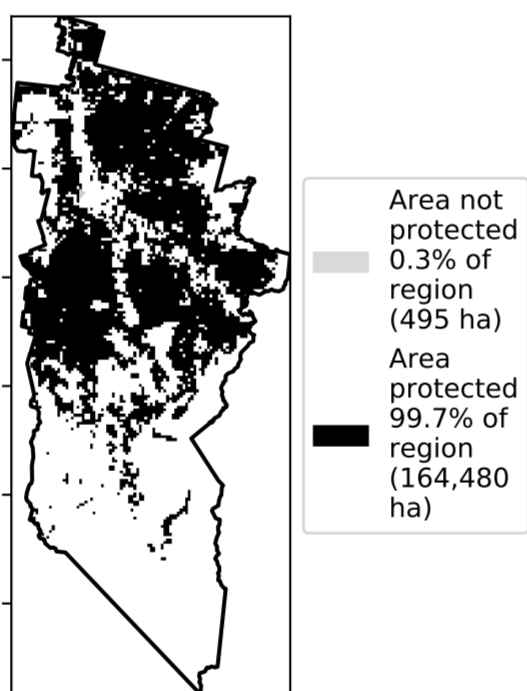 Area not
protected
0.3% of
region
(495 ha)
Area
protected
99.7% of
region
(164,480
ha)